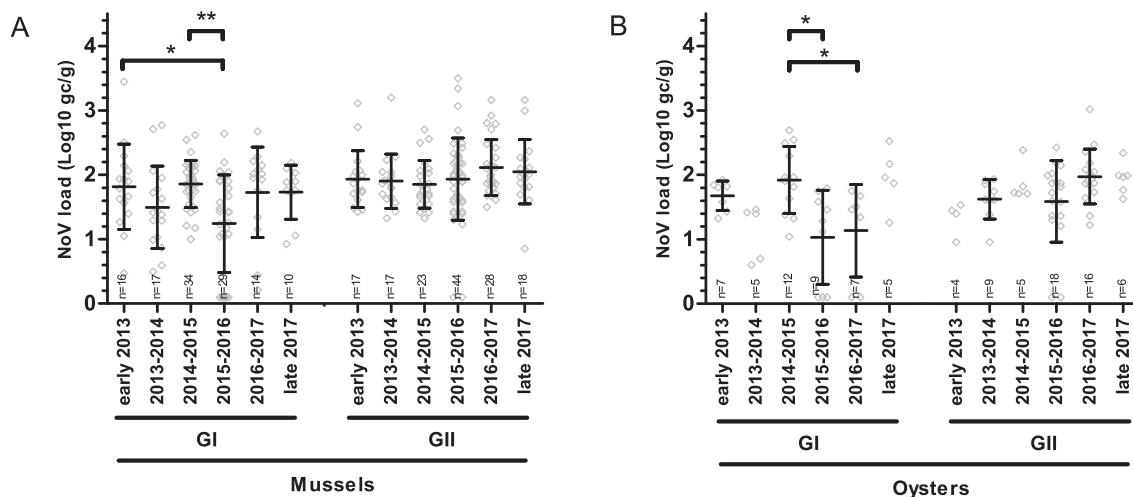 A
NoV load (Log10 gc/g)
4
3
2
1
0
*
**
n=16
n=17
n=34
n=29
n=14
n=10
n=17
n=17
n=23
n=44
n=28
n=18
early 2013
2013-2014
2014-2015
2015-2016
2016-2017
late 2017
early 2013
2013-2014
2014-2015
2015-2016
2016-2017
late 2017
GI
GII
Mussels
B
NoV load (Log10 gc/g)
4
3
2
1
0
*
*
n=7
n=5
n=12
n=9
n=7
n=5
n=4
n=9
n=5
n=18
n=16
n=6
early 2013
2013-2014
2014-2015
2015-2016
2016-2017
late 2017
early 2013
2013-2014
2014-2015
2015-2016
2016-2017
late 2017
GI
GII
Oysters